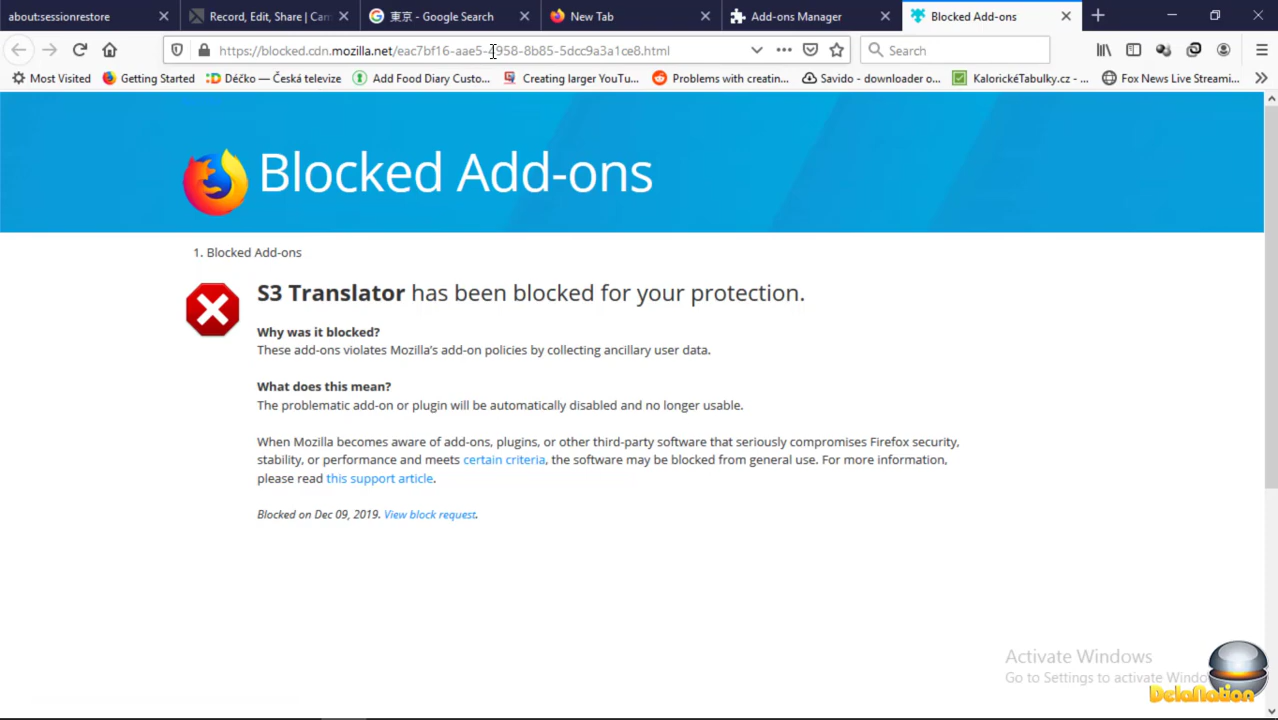 about:sessionrestore
Record, Edit, Share | Cam
東京 - Google Search
New Tab
Add-ons Manager
Blocked Add-ons
https://blocked.cdn.mozilla.net/eac7bf16-aae5-4958-8b85-5dcc9a3a1ce8.html
Search
Most Visited
Getting Started
Déčko — Česká televize
Add Food Diary Custo...
Creating larger YouTu...
Problems with creatin...
Savido - downloader o...
KalorickéTabulky.cz - ...
Fox News Live Streami...
Blocked Add-ons
1. Blocked Add-ons
S3 Translator has been blocked for your protection.
Why was it blocked?
These add-ons violates Mozilla's add-on policies by collecting ancillary user data.
What does this mean?
The problematic add-on or plugin will be automatically disabled and no longer usable.
When Mozilla becomes aware of add-ons, plugins, or other third-party software that seriously compromises Firefox security,
stability, or performance and meets certain criteria, the software may be blocked from general use. For more information,
please read this support article.
Blocked on Dec 09, 2019. View block request.
Activate Windows
Go to Settings to activate Windo
DelaNation